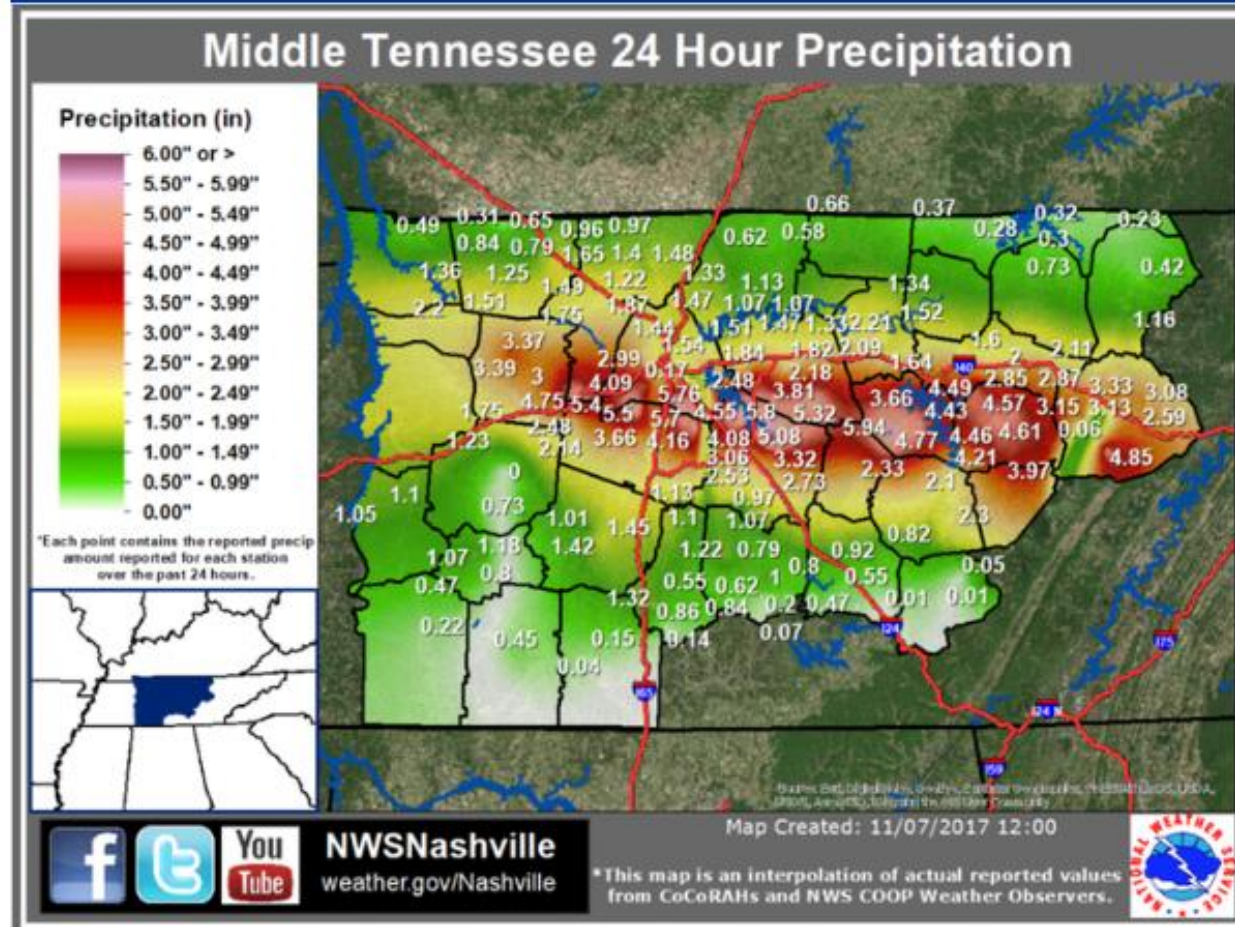 Middle Tennessee 24 Hour Precipitation
Precipitation (in)
6.00" or >
5.50" - 5.99"
5.00" - 5.49"
4.50" - 4.99"
4.00" - 4.49"
3.50" - 3.99"
3.00" - 3.49"
2.50" - 2.99"
2.00" - 2.49"
1.50" - 1.99"
1.00" - 1.49"
0.50" - 0.99"
0.00"
*Each point contains the reported precip
amount reported for each station
over the past 24 hours.
0.66 0.37
0.49 0.31 0.65 0.96 0.97 0.62 0.58 0.28 0.32 0.23
0.84 0.79 1.65 1.4 1.48 0.3
1.36 1.25 1.49 1.22 1.33 1.13 1.34 0.73 0.42
2.2 1.51 1.75 1.87 1.47 1.07 1.07 1.52 1.16
1.44 1.51 1.47 1.33 2.21
3.37 2.99 1.54 1.84 1.82 2.09 1.64 1.6 2 2.11
I40
3.39 3 4.09 0.17 2.48 2.18 3.66 4.49 2.85 2.87 3.33 3.08
1.75 4.75 5.4 5.5 5.76 5.7 4.55 3.81 5.8 5.32 4.43 4.57 3.15 3.13 2.59
1.23 2.48 2.14 3.66 4.16 4.08 5.08 5.94 4.77 4.46 4.61 0.06
0 3.06 3.32 2.33 4.21 3.97 4.85
1.1 0.73 2.53 2.73 2.1
1.05 1.01 1.45 1.13 0.97 2.3
1.1 1.07
1.07 1.18 1.42 1.22 0.79 0.92 0.82 0.05
0.47 0.8 0.55 0.62 1 0.8 0.55 0.01 0.01
1.32 0.86 0.84 0.2 0.47
0.22 0.45 0.15 0.14 0.07 I24 I75
0.04
I65 I24
I59
f
t
You
Tube
NWSNashville
weather.gov/Nashville
Map Created: 11/07/2017 12:00
*This map is an interpolation of actual reported values
from CoCoRAHs and NWS COOP Weather Observers.
NATIONAL WEATHER SERVICE